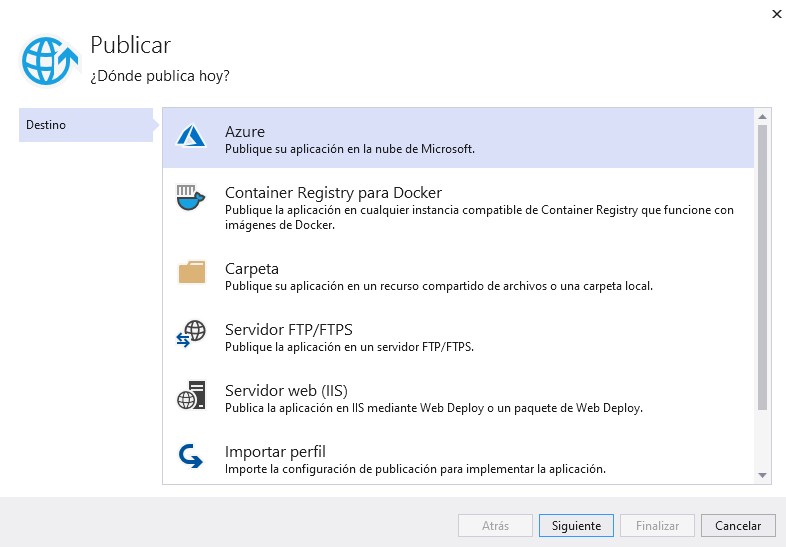 Publicar
¿Dónde publica hoy?
Destino
Azure
Publique su aplicación en la nube de Microsoft.
Container Registry para Docker
Publique la aplicación en cualquier instancia compatible de Container Registry que funcione con
imágenes de Docker.
Carpeta
Publique su aplicación en un recurso compartido de archivos o una carpeta local.
Servidor FTP/FTPS
Publique la aplicación en un servidor FTP/FTPS.
Servidor web (IIS)
Publica la aplicación en IIS mediante Web Deploy o un paquete de Web Deploy.
Importar perfil
Importe la configuración de publicación para implementar la aplicación.
Atrás
Siguiente
Finalizar
Cancelar